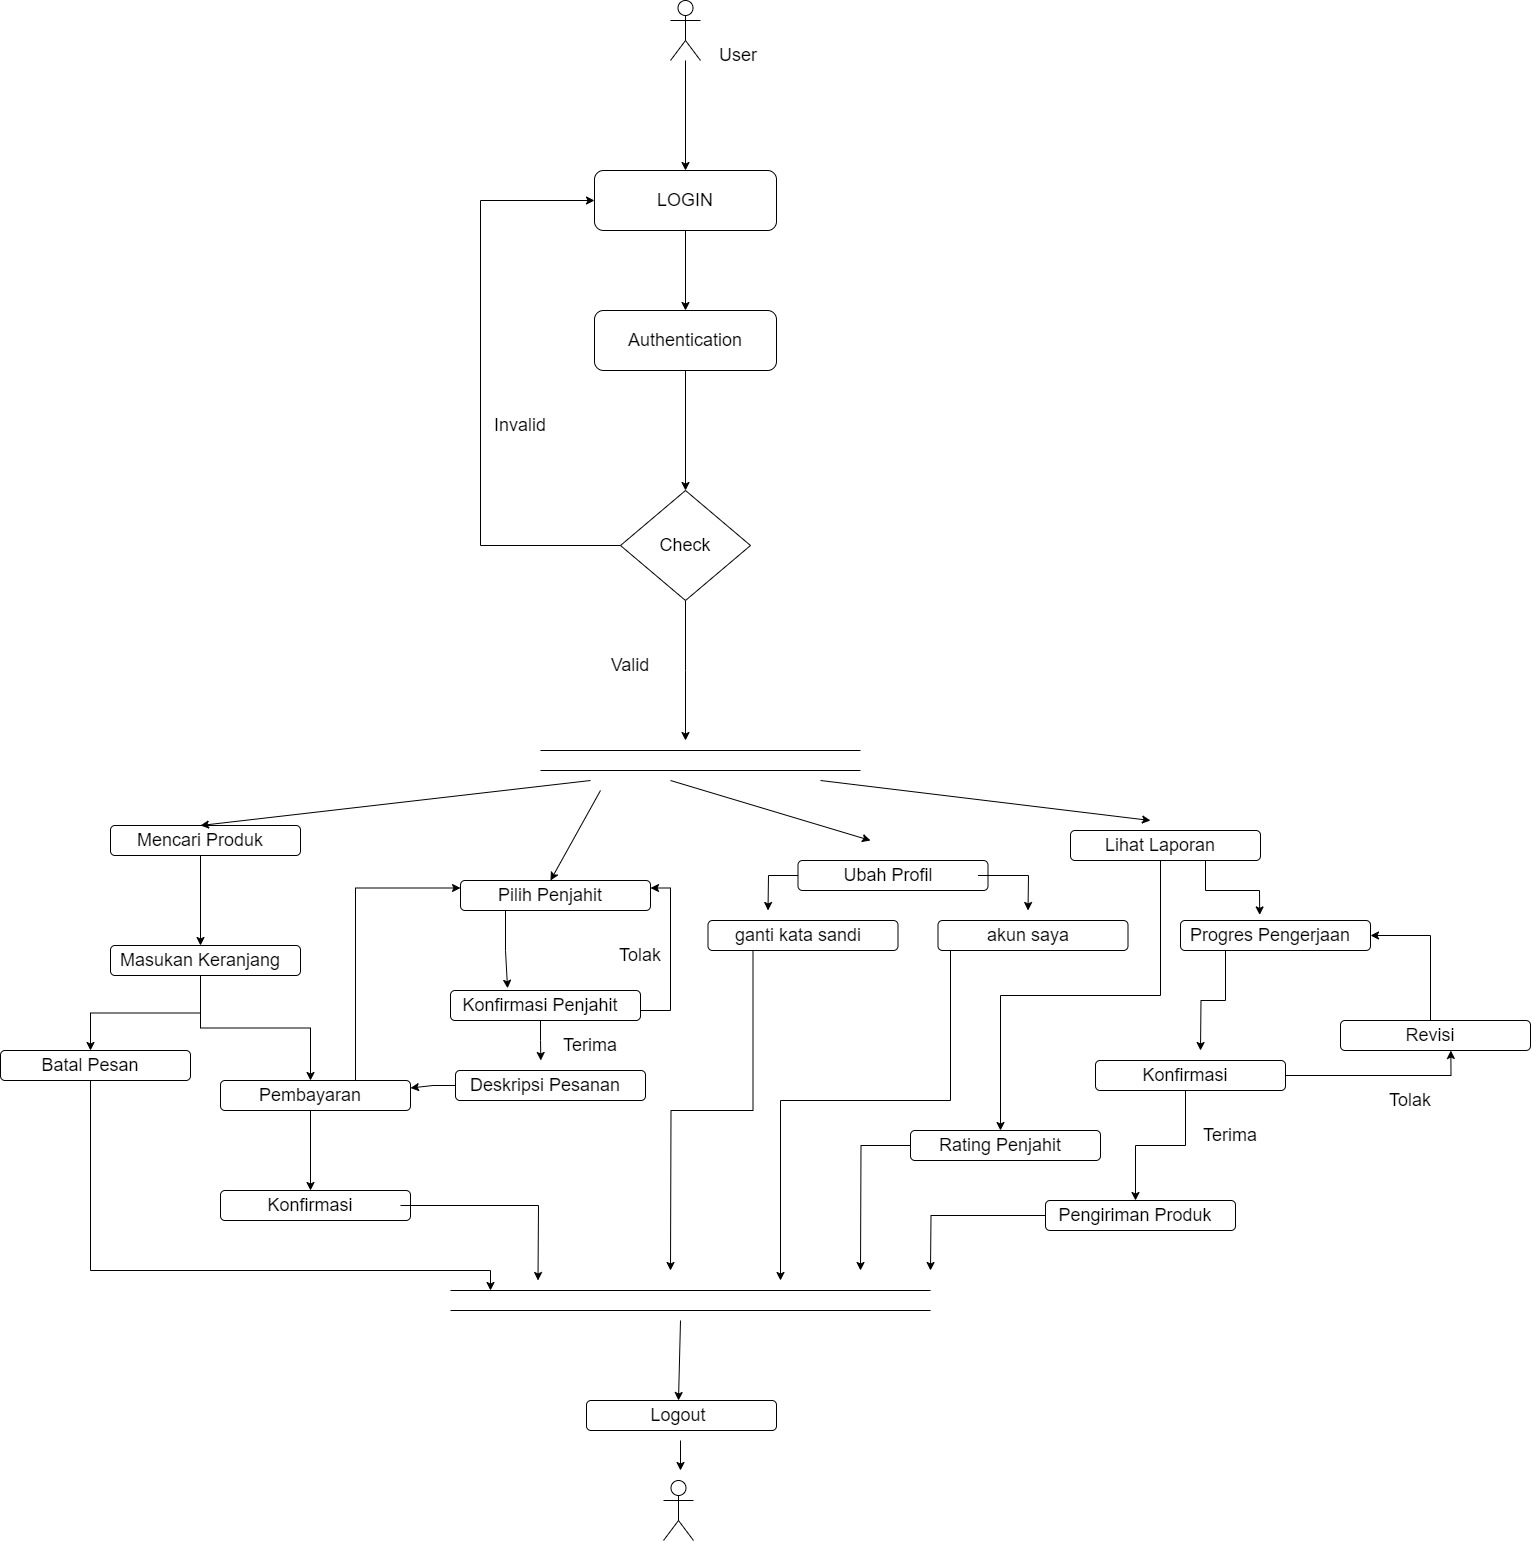 User
LOGIN
Authentication
Invalid
Check
Valid
Mencari Produk
Lihat Laporan
Ubah Profil
Pilih Penjahit
ganti kata sandi
akun saya
Progres Pengerjaan
Tolak
Masukan Keranjang
Konfirmasi Penjahit
Revisi
Terima
Batal Pesan
Konfirmasi
Deskripsi Pesanan
Pembayaran
Tolak
Terima
Rating Penjahit
Konfirmasi
Pengiriman Produk
Logout